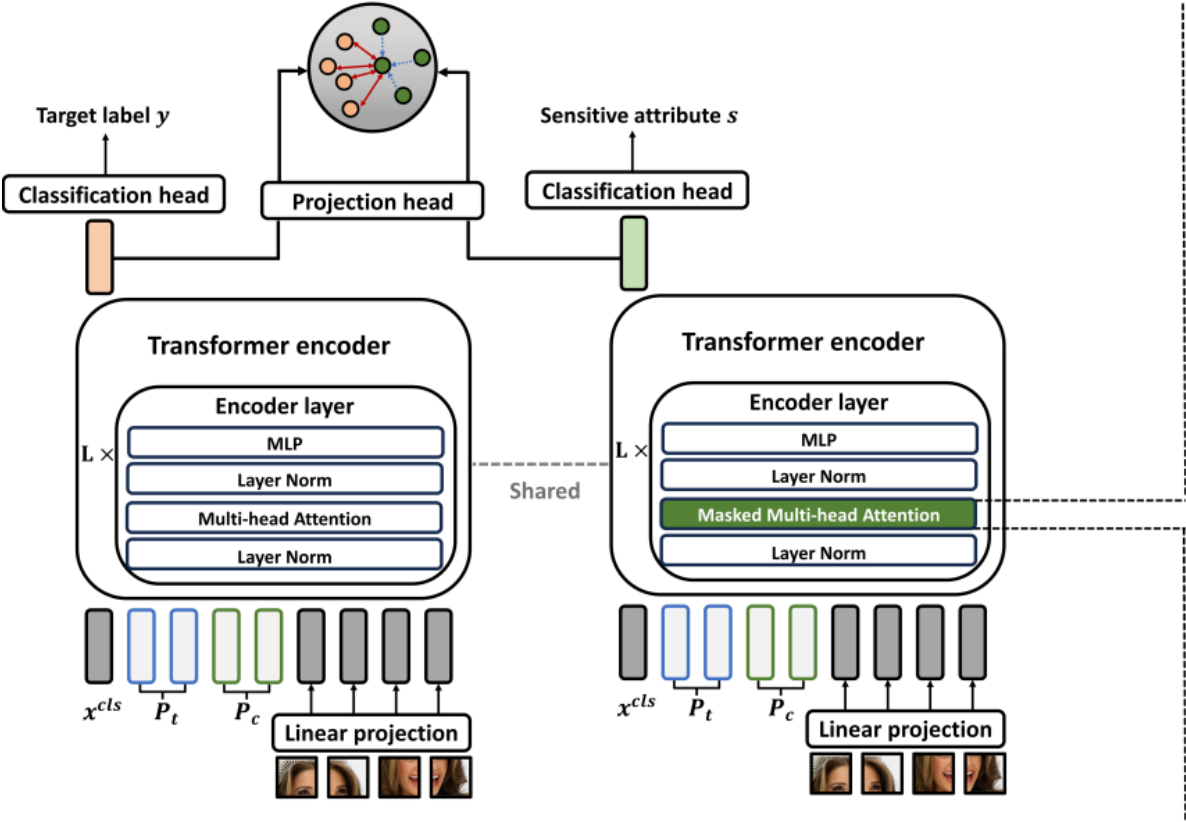 Target label y
Sensitive attribute s
Classification head
Projection head
Classification head
Transformer encoder
Encoder layer
L ×
MLP
Layer Norm
Multi-head Attention
Layer Norm
Shared
Transformer encoder
Encoder layer
L ×
MLP
Layer Norm
Masked Multi-head Attention
Layer Norm
x^cls
P_t
P_c
Linear projection
x^cls
P_t
P_c
Linear projection